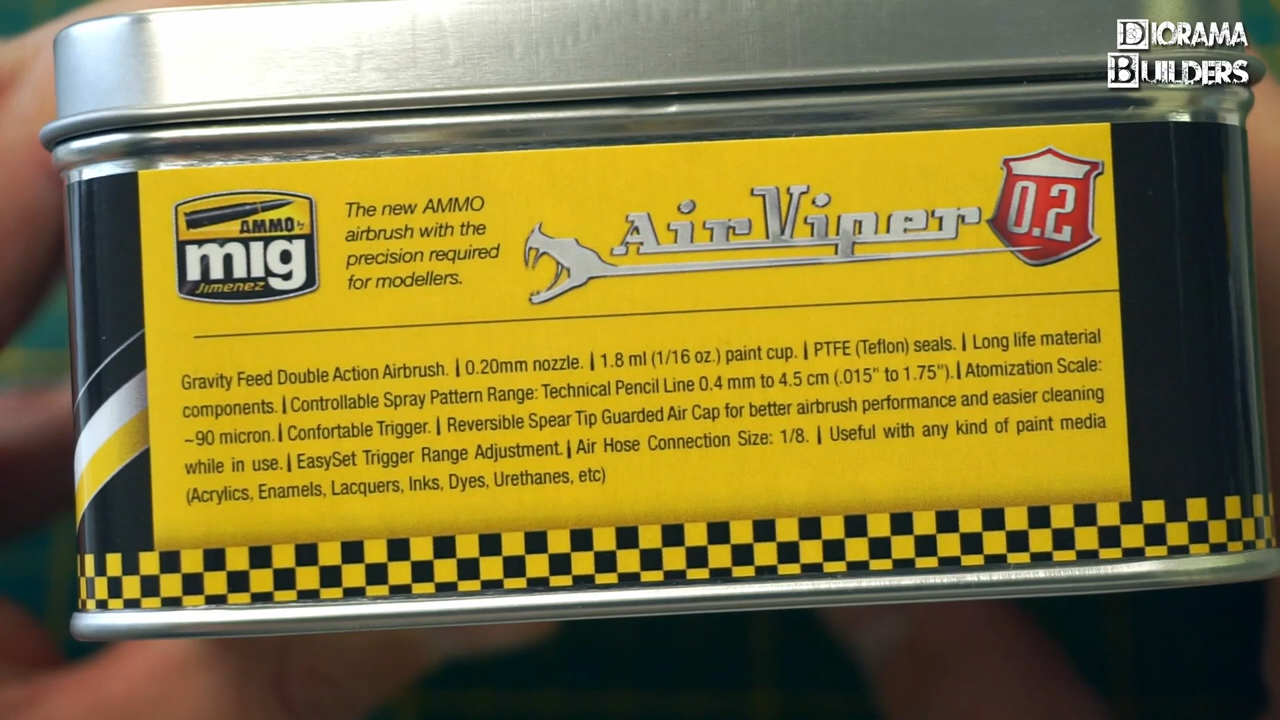 DIORAMA
BUILDERS
AMMO by
mig
Jimenez
The new AMMO
airbrush with the
precision required
for modellers.
AirViper
0.2
Gravity Feed Double Action Airbrush. | 0.20mm nozzle. | 1.8 ml (1/16 oz.) paint cup. | PTFE (Teflon) seals. | Long life material
components. | Controllable Spray Pattern Range: Technical Pencil Line 0.4 mm to 4.5 cm (.015" to 1.75"). | Atomization Scale:
~90 micron. | Confortable Trigger. | Reversible Spear Tip Guarded Air Cap for better airbrush performance and easier cleaning
while in use. | EasySet Trigger Range Adjustment. | Air Hose Connection Size: 1/8. | Useful with any kind of paint media
(Acrylics, Enamels, Lacquers, Inks, Dyes, Urethanes, etc)